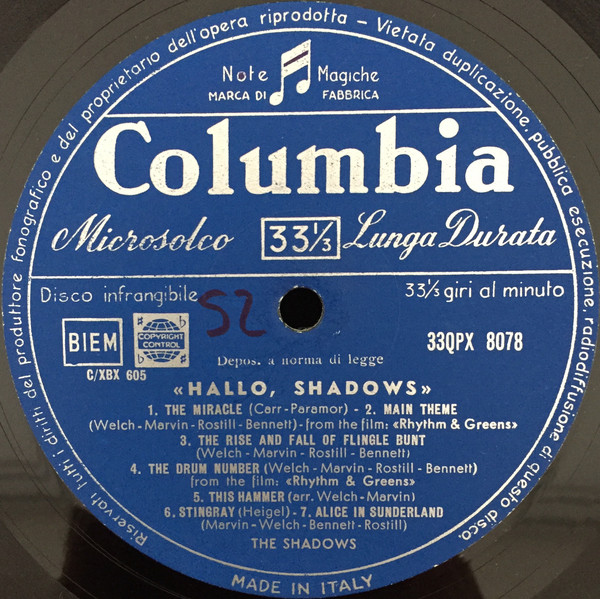 Riservati tutti i diritti del produttore fonografico e del proprietario dell'opera riprodotta - Vietata duplicazione, pubblica esecuzione, radiodiffusione di questo disco.
Note Magiche
MARCA DI FABBRICA
Columbia
Microsolco 33⅓ Lunga Durata
Disco infrangibile 33⅓ giri al minuto
S2
BIEM COPYRIGHT CONTROL 33QPX 8078
Depos. a norma di legge
C/XBX 605
«HALLO, SHADOWS»
1. THE MIRACLE (Carr-Paramor) - 2. MAIN THEME
(Welch-Marvin-Rostill-Bennett) - from the film: «Rhythm & Greens»
3. THE RISE AND FALL OF FLINGLE BUNT
(Welch - Marvin - Rostill - Bennett)
4. THE DRUM NUMBER (Welch - Marvin - Rostill - Bennett)
from the film: «Rhythm & Greens»
5. THIS HAMMER (arr. Welch - Marvin)
6. STINGRAY (Heigel) - 7. ALICE IN SUNDERLAND
(Marvin - Welch - Bennett - Rostill)
THE SHADOWS
MADE IN ITALY